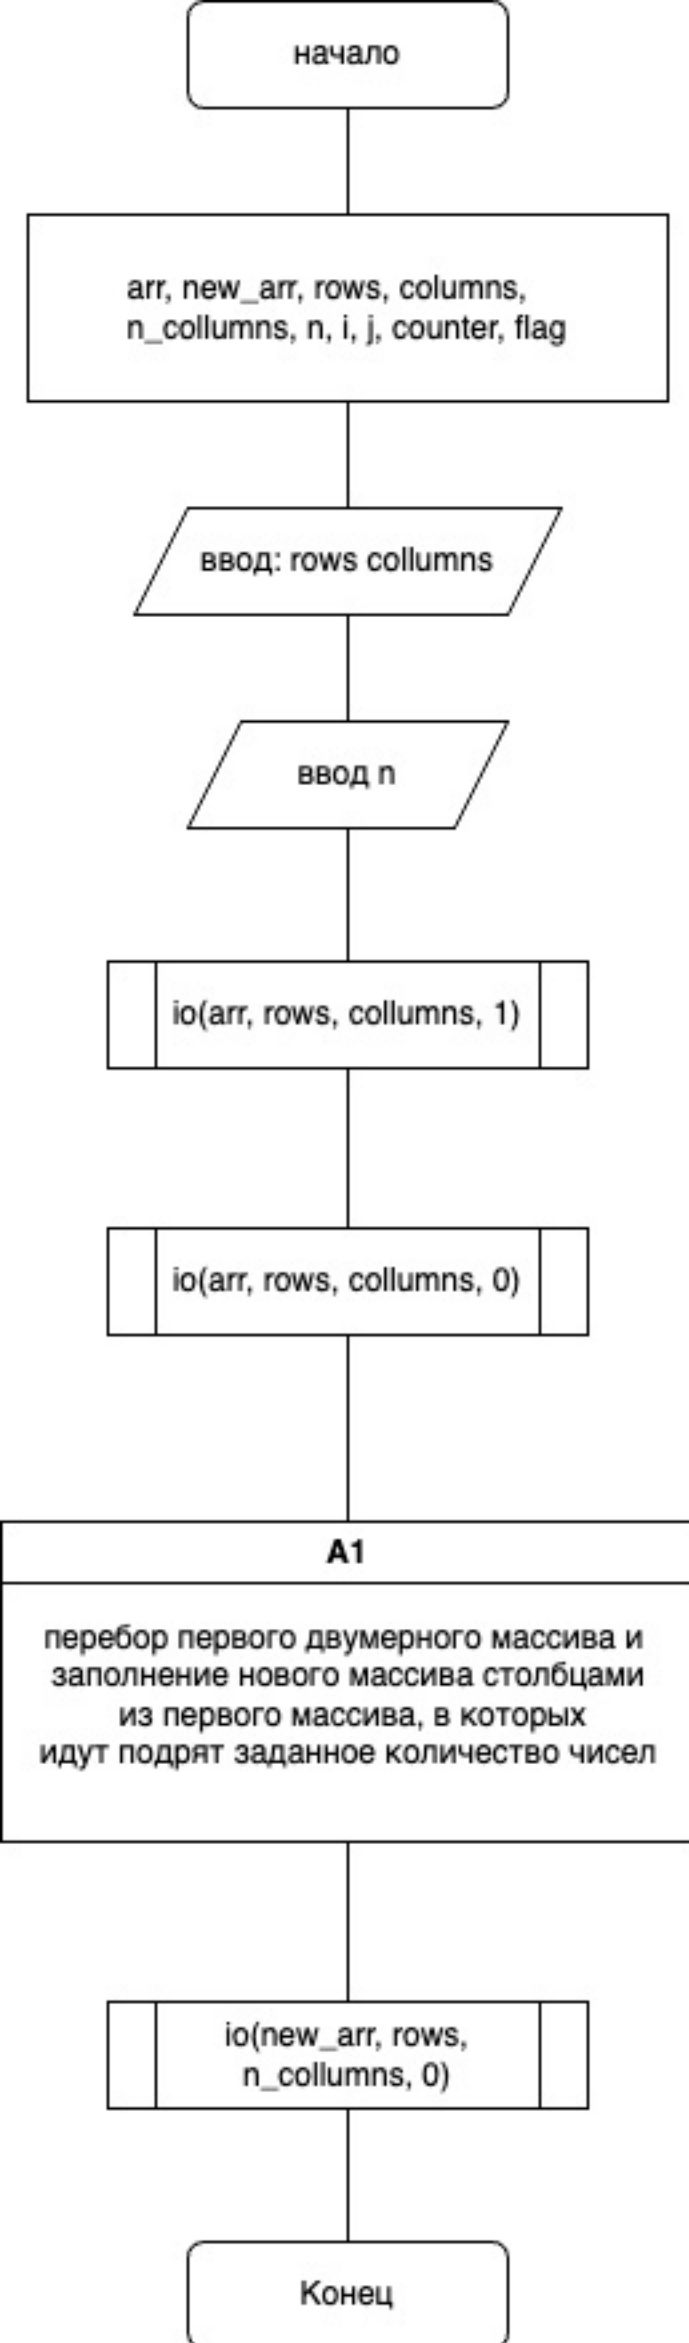 начало
arr, new_arr, rows, columns,
n_collumns, n, i, j, counter, flag
ввод: rows collumns
ввод n
io(arr, rows, collumns, 1)
io(arr, rows, collumns, 0)
A1
перебор первого двумерного массива и
заполнение нового массива столбцами
из первого массива, в которых
идут подрят заданное количество чисел
io(new_arr, rows,
n_collumns, 0)
Конец